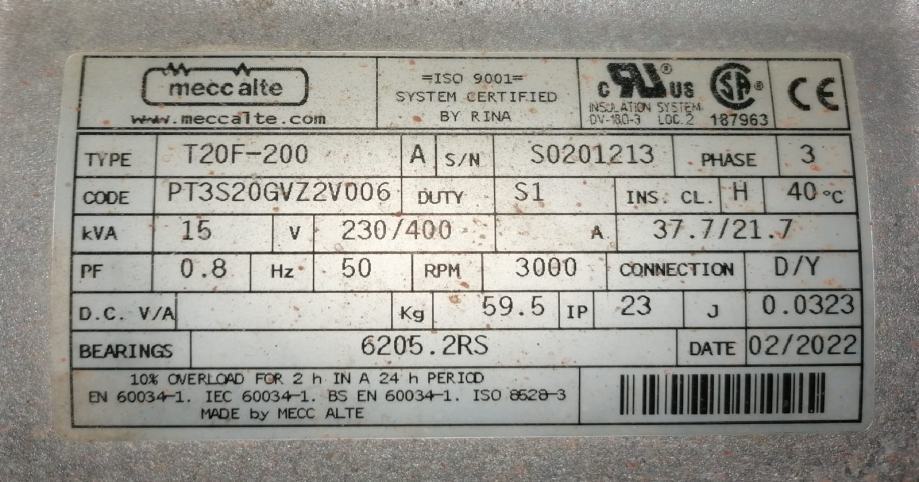 mecc alte
www.meccalte.com
=ISO 9001=
SYSTEM CERTIFIED
BY RINA
c RU US
INSULATION SYSTEM
DV-180-3 LOC.2
SA 187963
CE
TYPE T20F-200 A S/N S0201213 PHASE 3
CODE PT3S20GVZ2V006 DUTY S1 INS. CL. H 40 °C
kVA 15 V 230/400 A 37.7/21.7
PF 0.8 Hz 50 RPM 3000 CONNECTION D/Y
D.C. V/A Kg 59.5 IP 23 J 0.0323
BEARINGS 6205.2RS DATE 02/2022
10% OVERLOAD FOR 2 h IN A 24 h PERIOD
EN 60034-1. IEC 60034-1. BS EN 60034-1. ISO 8528-3
MADE by MECC ALTE